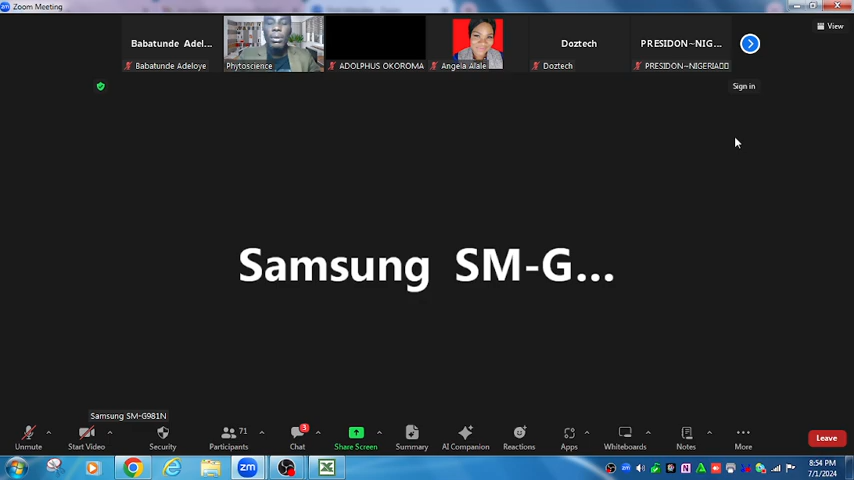 Zoom Meeting
View
Babatunde Adel...
Doztech
PRESIDON~NIG...
Babatunde Adeloye
Phytoscience
ADOLPHUS OKOROMA
Angela Alale
Doztech
PRESIDON~NIGERIA
Sign in
Samsung SM-G...
Samsung SM-G981N
71
3
Unmute
Start Video
Security
Participants
Chat
Share Screen
Summary
AI Companion
Reactions
Apps
Whiteboards
Notes
More
Leave
zm
8:54 PM
7/1/2024